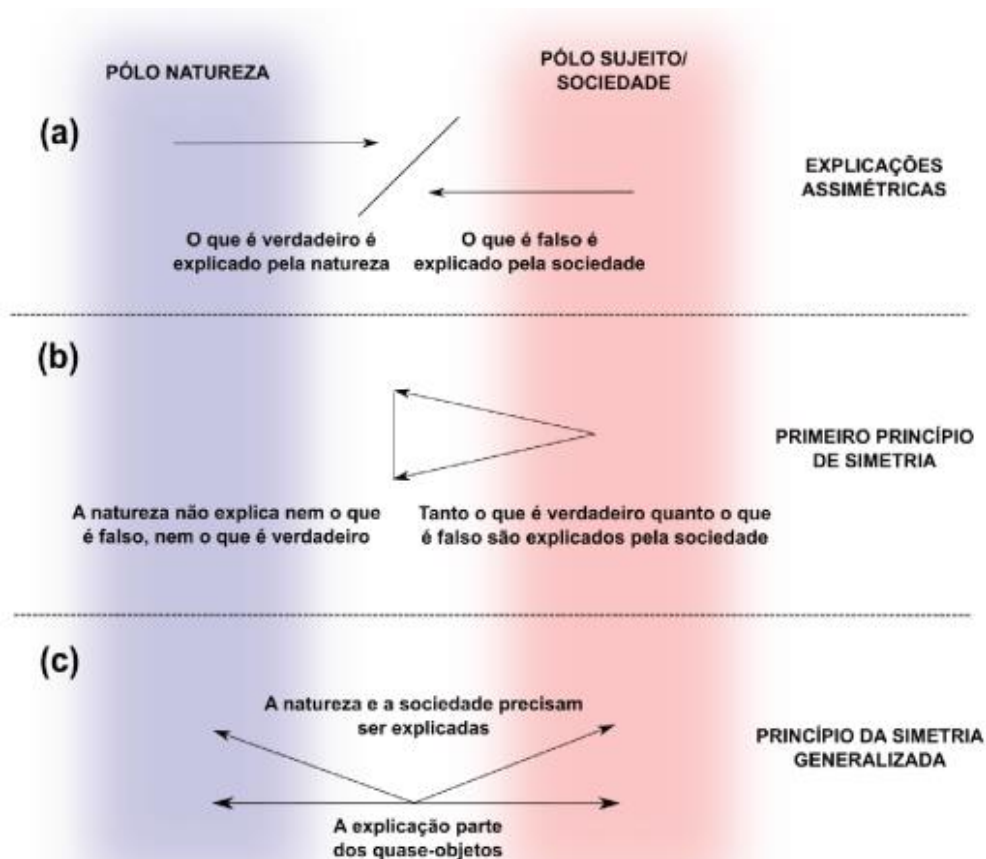 PÓLO NATUREZA
PÓLO SUJEITO/
SOCIEDADE
(a)
EXPLICAÇÕES
ASSIMÉTRICAS
O que é verdadeiro é
explicado pela natureza
O que é falso é
explicado pela sociedade
(b)
PRIMEIRO PRINCÍPIO
DE SIMETRIA
A natureza não explica nem o que
é falso, nem o que é verdadeiro
Tanto o que é verdadeiro quanto o que
é falso são explicados pela sociedade
(c)
A natureza e a sociedade precisam
ser explicadas
PRINCÍPIO DA SIMETRIA
GENERALIZADA
A explicação parte
dos quase-objetos